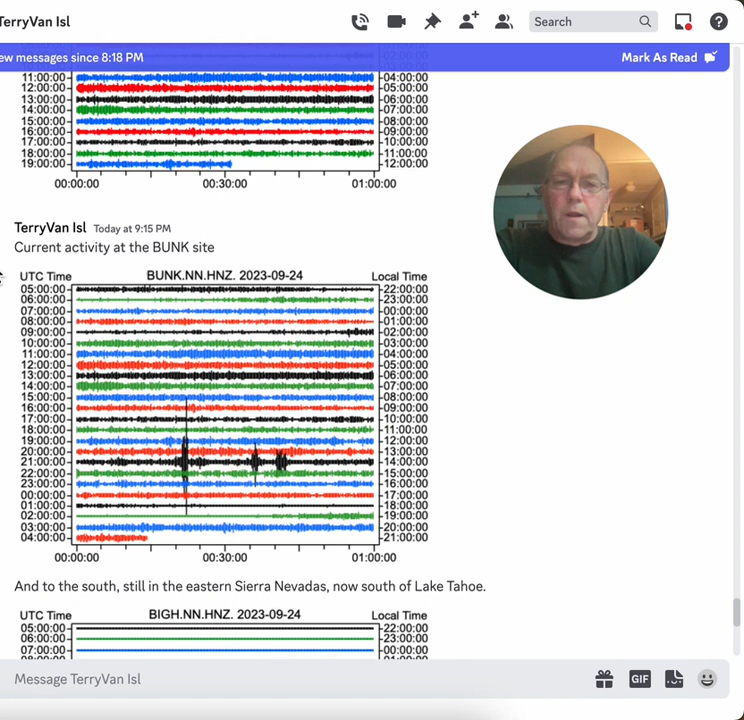 TerryVan Isl
Search
ew messages since 8:18 PM
Mark As Read
11:00:00 04:00:00
12:00:00 05:00:00
13:00:00 06:00:00
14:00:00 07:00:00
15:00:00 08:00:00
16:00:00 09:00:00
17:00:00 10:00:00
18:00:00 11:00:00
19:00:00 12:00:00
00:00:00 00:30:00 01:00:00
TerryVan Isl Today at 9:15 PM
Current activity at the BUNK site
UTC Time BUNK.NN.HNZ. 2023-09-24 Local Time
05:00:00 22:00:00
06:00:00 23:00:00
07:00:00 00:00:00
08:00:00 01:00:00
09:00:00 02:00:00
10:00:00 03:00:00
11:00:00 04:00:00
12:00:00 05:00:00
13:00:00 06:00:00
14:00:00 07:00:00
15:00:00 08:00:00
16:00:00 09:00:00
17:00:00 10:00:00
18:00:00 11:00:00
19:00:00 12:00:00
20:00:00 13:00:00
21:00:00 14:00:00
22:00:00 15:00:00
23:00:00 16:00:00
00:00:00 17:00:00
01:00:00 18:00:00
02:00:00 19:00:00
03:00:00 20:00:00
04:00:00 21:00:00
00:00:00 00:30:00 01:00:00
And to the south, still in the eastern Sierra Nevadas, now south of Lake Tahoe.
UTC Time BIGH.NN.HNZ. 2023-09-24 Local Time
05:00:00 22:00:00
06:00:00 23:00:00
07:00:00 00:00:00
Message TerryVan Isl
GIF